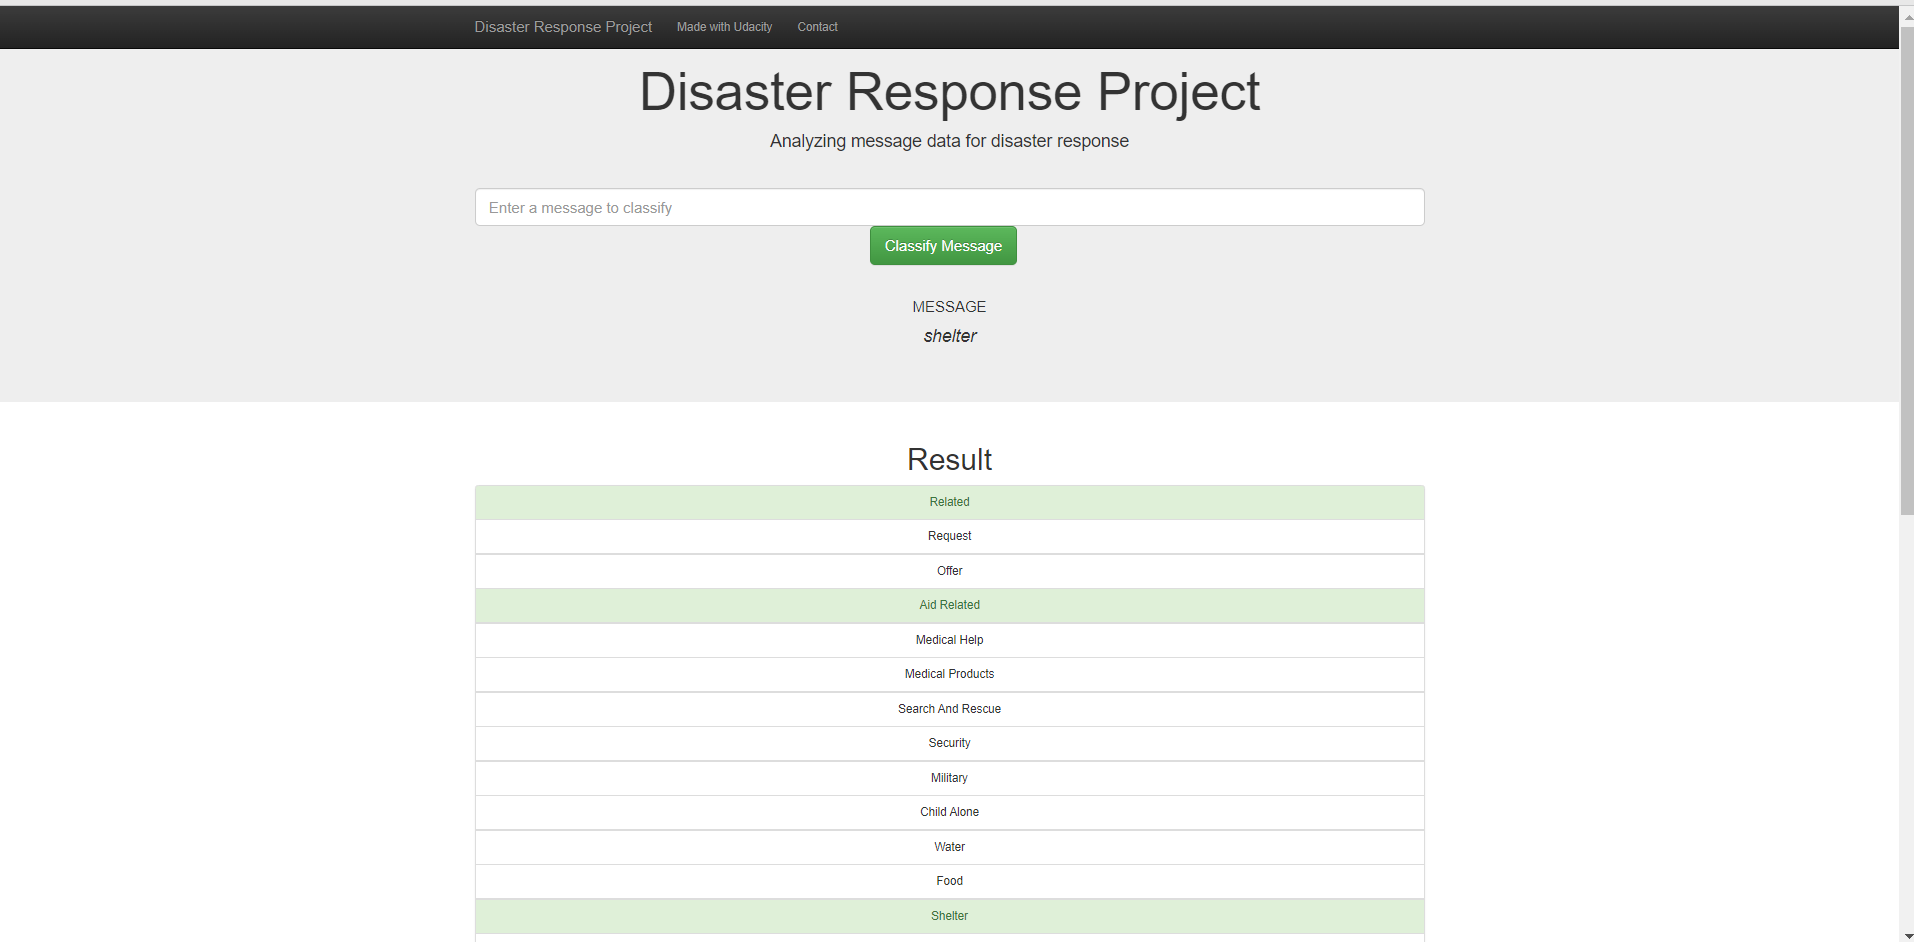 Disaster Response Project Made with Udacity Contact
Disaster Response Project
Analyzing message data for disaster response
Enter a message to classify
Classify Message
MESSAGE
shelter
Result
Related
Request
Offer
Aid Related
Medical Help
Medical Products
Search And Rescue
Security
Military
Child Alone
Water
Food
Shelter